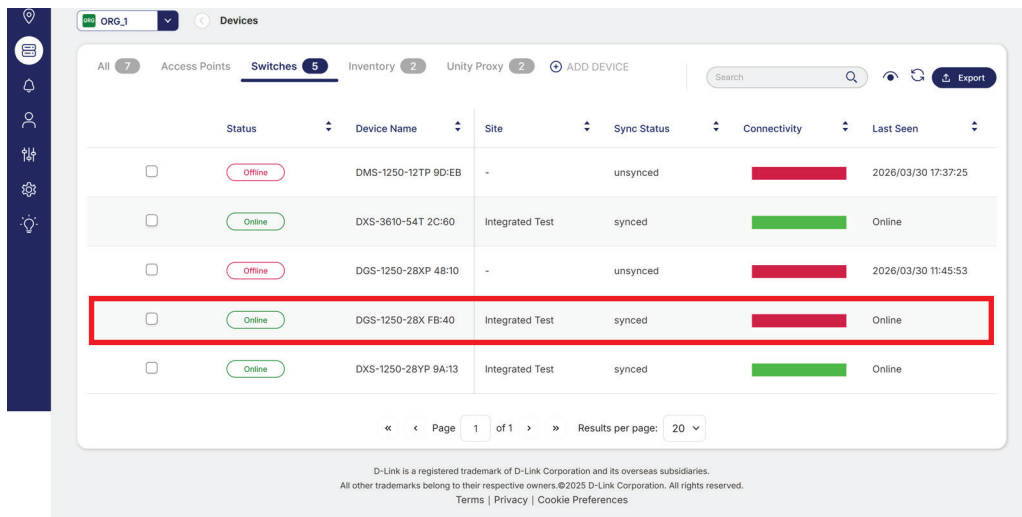 ORG ORG_1 Devices
All 7 Access Points Switches 5 Inventory 2 Unity Proxy 2 ADD DEVICE Search Export
Status Device Name Site Sync Status Connectivity Last Seen
Offline DMS-1250-12TP 9D:EB - unsynced 2026/03/30 17:37:25
Online DXS-3610-54T 2C:60 Integrated Test synced Online
Offline DGS-1250-28XP 48:10 - unsynced 2026/03/30 11:45:53
Online DGS-1250-28X FB:40 Integrated Test synced Online
Online DXS-1250-28YP 9A:13 Integrated Test synced Online
« ‹ Page 1 of 1 › » Results per page: 20
D-Link is a registered trademark of D-Link Corporation and its overseas subsidiaries.
All other trademarks belong to their respective owners.©2025 D-Link Corporation. All rights reserved.
Terms | Privacy | Cookie Preferences